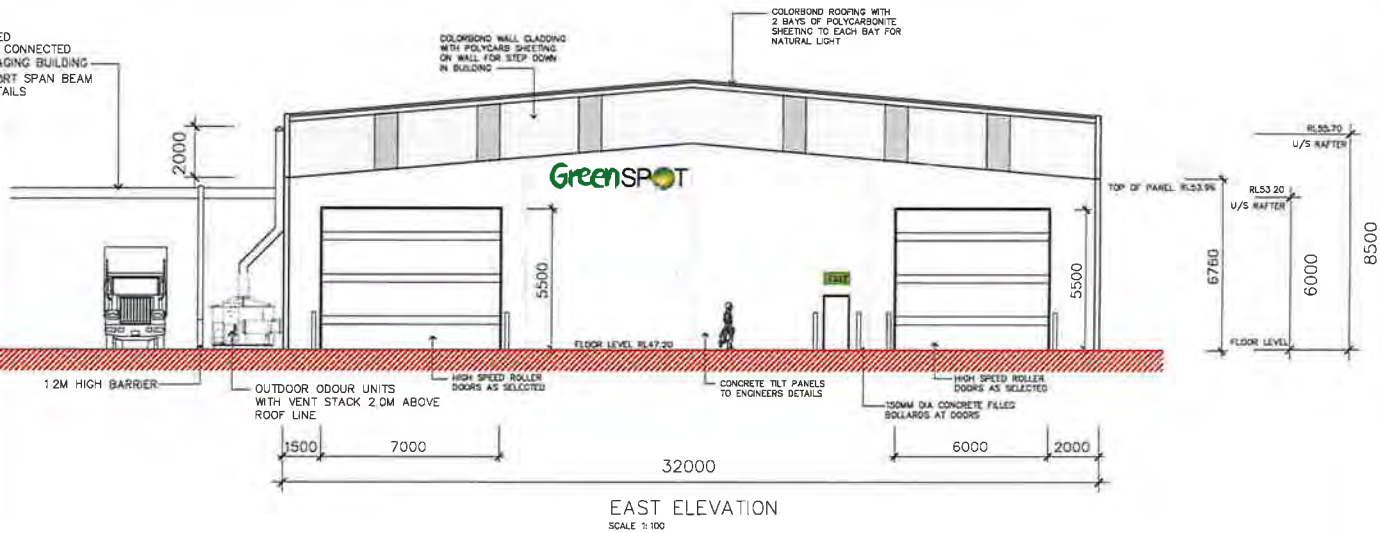 ED
CONNECTED
AGING BUILDING
ORT SPAN BEAM
TAILS
COLORBOND WALL CLADDING
WITH POLYCARB SHEETING
ON WALL FOR STEP DOWN
IN BUILDING
COLORBOND ROOFING WITH
2 BAYS OF POLYCARBONITE
SHEETING TO EACH BAY FOR
NATURAL LIGHT
2000
GreenSPOT
TOP OF PANEL RL53.96
RL55.70
U/S RAFTER
RL53.20
U/S RAFTER
5500
5500
6760
6000
8500
EXIT
FLOOR LEVEL RL47.20
FLOOR LEVEL
1.2M HIGH BARRIER
OUTDOOR ODOUR UNITS
WITH VENT STACK 2.0M ABOVE
ROOF LINE
HIGH SPEED ROLLER
DOORS AS SELECTED
CONCRETE TILT PANELS
TO ENGINEERS DETAILS
HIGH SPEED ROLLER
DOORS AS SELECTED
150MM DIA CONCRETE FILLED
BOLLARDS AT DOORS
1500
7000
6000
2000
32000
EAST ELEVATION
SCALE 1:100